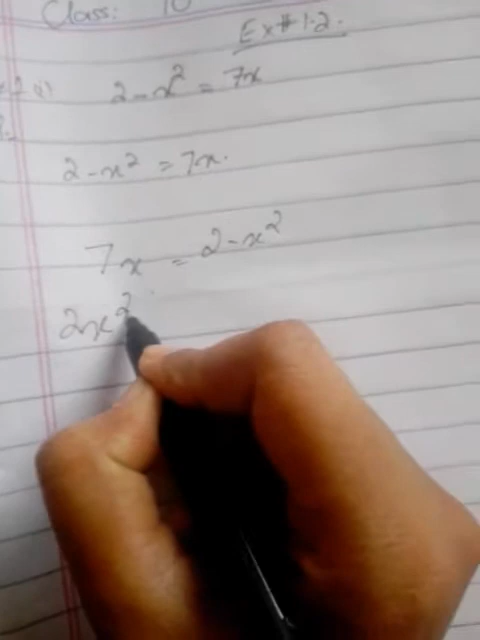 Class: 10
Ex# 1.2.
2 - x² = 7x
2 - x² = 7x.
7x = 2 - x²
2x²